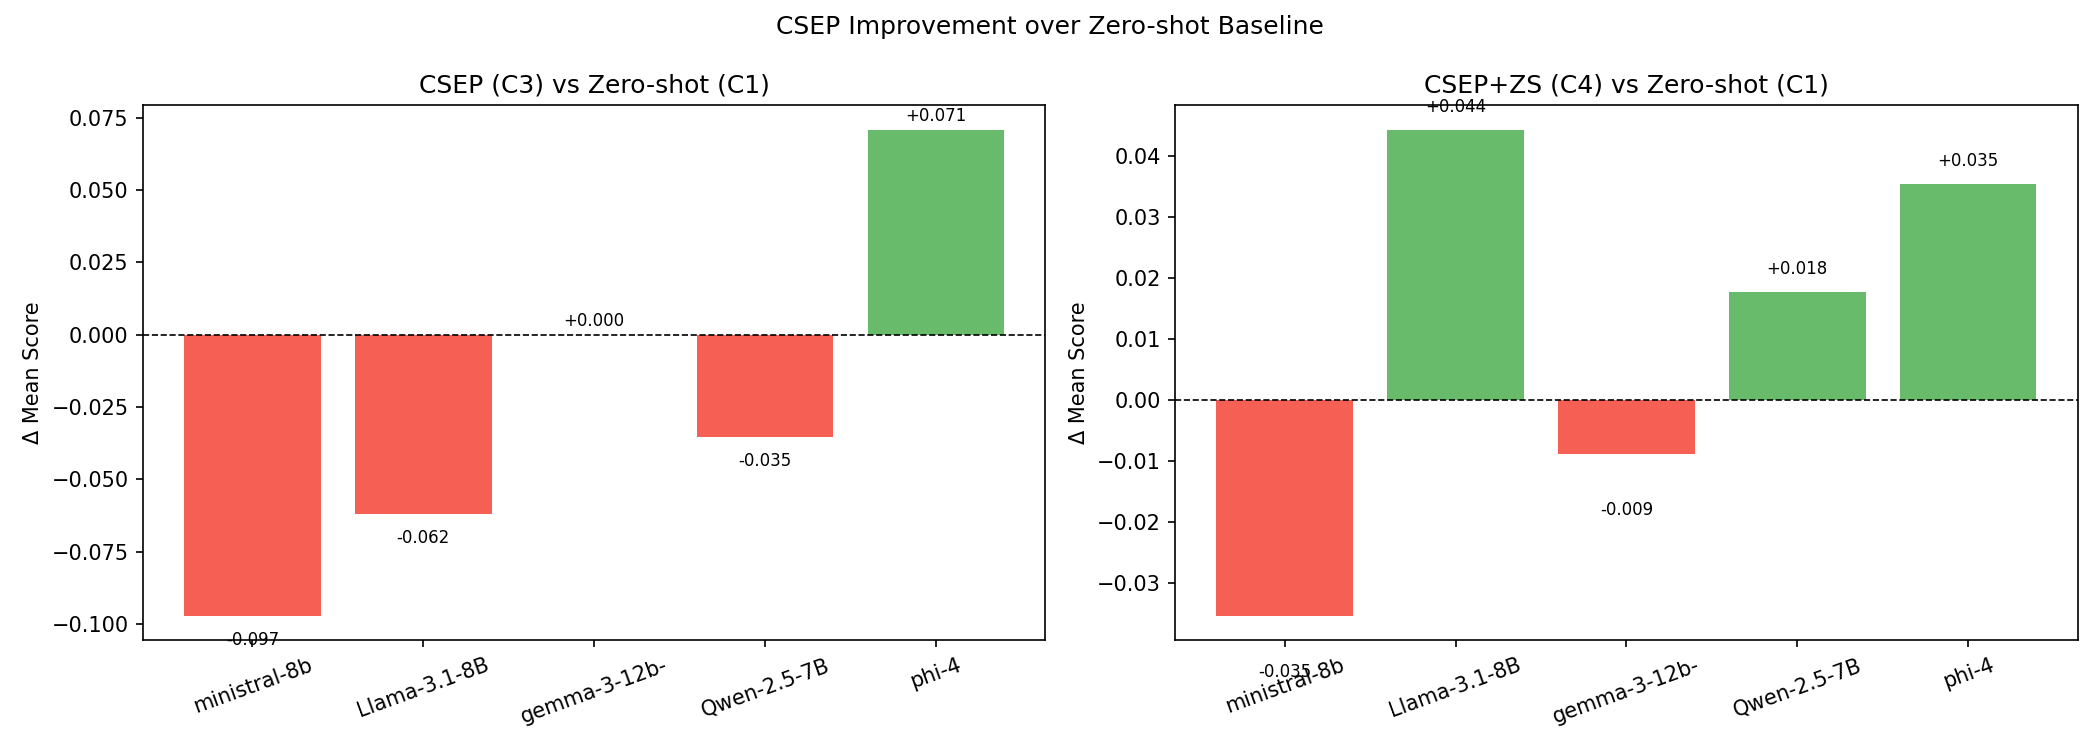 CSEP Improvement over Zero-shot Baseline
CSEP (C3) vs Zero-shot (C1)
Δ Mean Score
0.075
0.050
0.025
0.000
−0.025
−0.050
−0.075
−0.100
-0.097
-0.062
+0.000
-0.035
+0.071
ministral-8b
Llama-3.1-8B
gemma-3-12b-
Qwen-2.5-7B
phi-4
CSEP+ZS (C4) vs Zero-shot (C1)
Δ Mean Score
0.04
0.03
0.02
0.01
0.00
−0.01
−0.02
−0.03
-0.035
+0.044
-0.009
+0.018
+0.035
ministral-8b
Llama-3.1-8B
gemma-3-12b-
Qwen-2.5-7B
phi-4